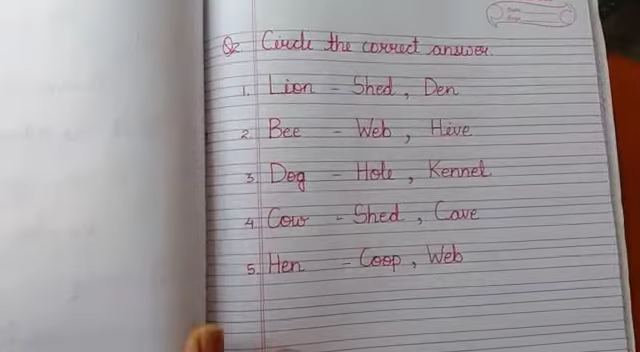 Q2 Circle the correct answer.
1. Lion - Shed, Den
2. Bee - Web, Hive
3. Dog - Hole, Kennel
4. Cow - Shed, Cave
5. Hen - Coop, Web